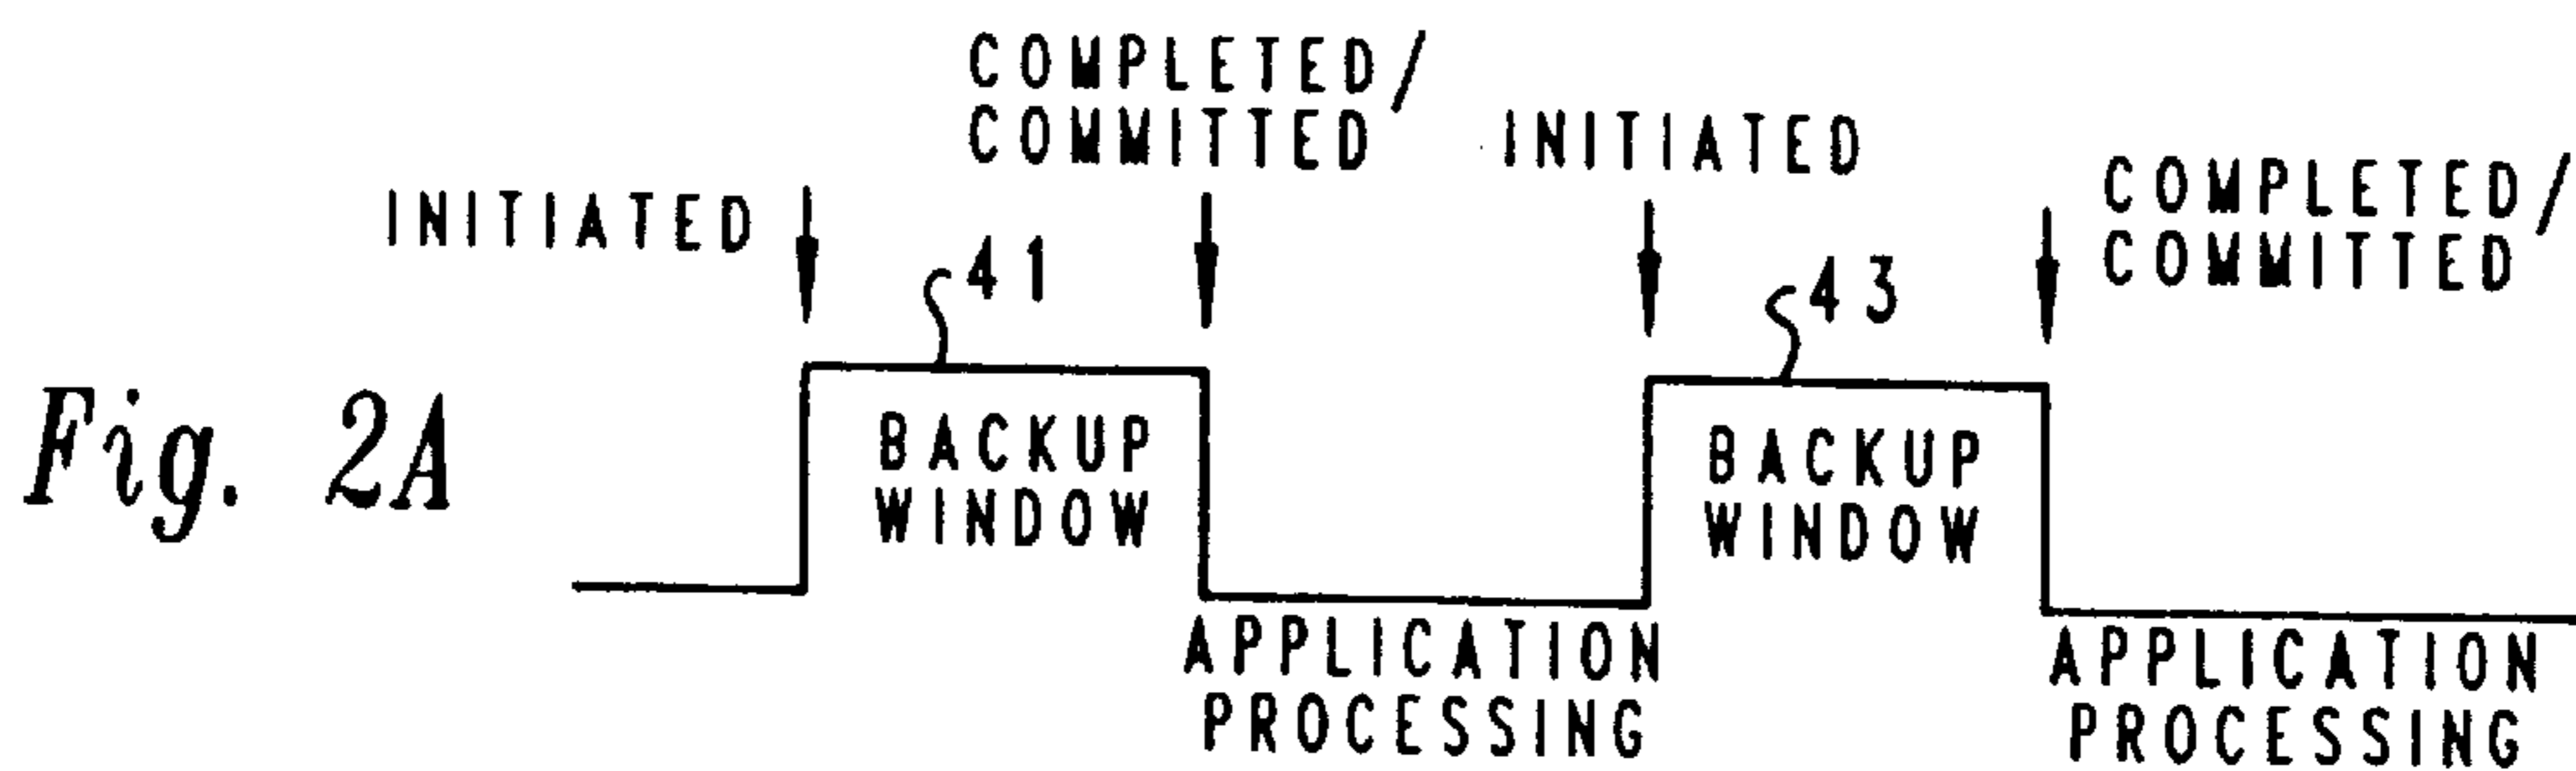 COMPLETED/
COMMITTED
INITIATED
INITIATED
COMPLETED/
COMMITTED
41
43
Fig. 2A
BACKUP
WINDOW
BACKUP
WINDOW
APPLICATION
PROCESSING
APPLICATION
PROCESSING